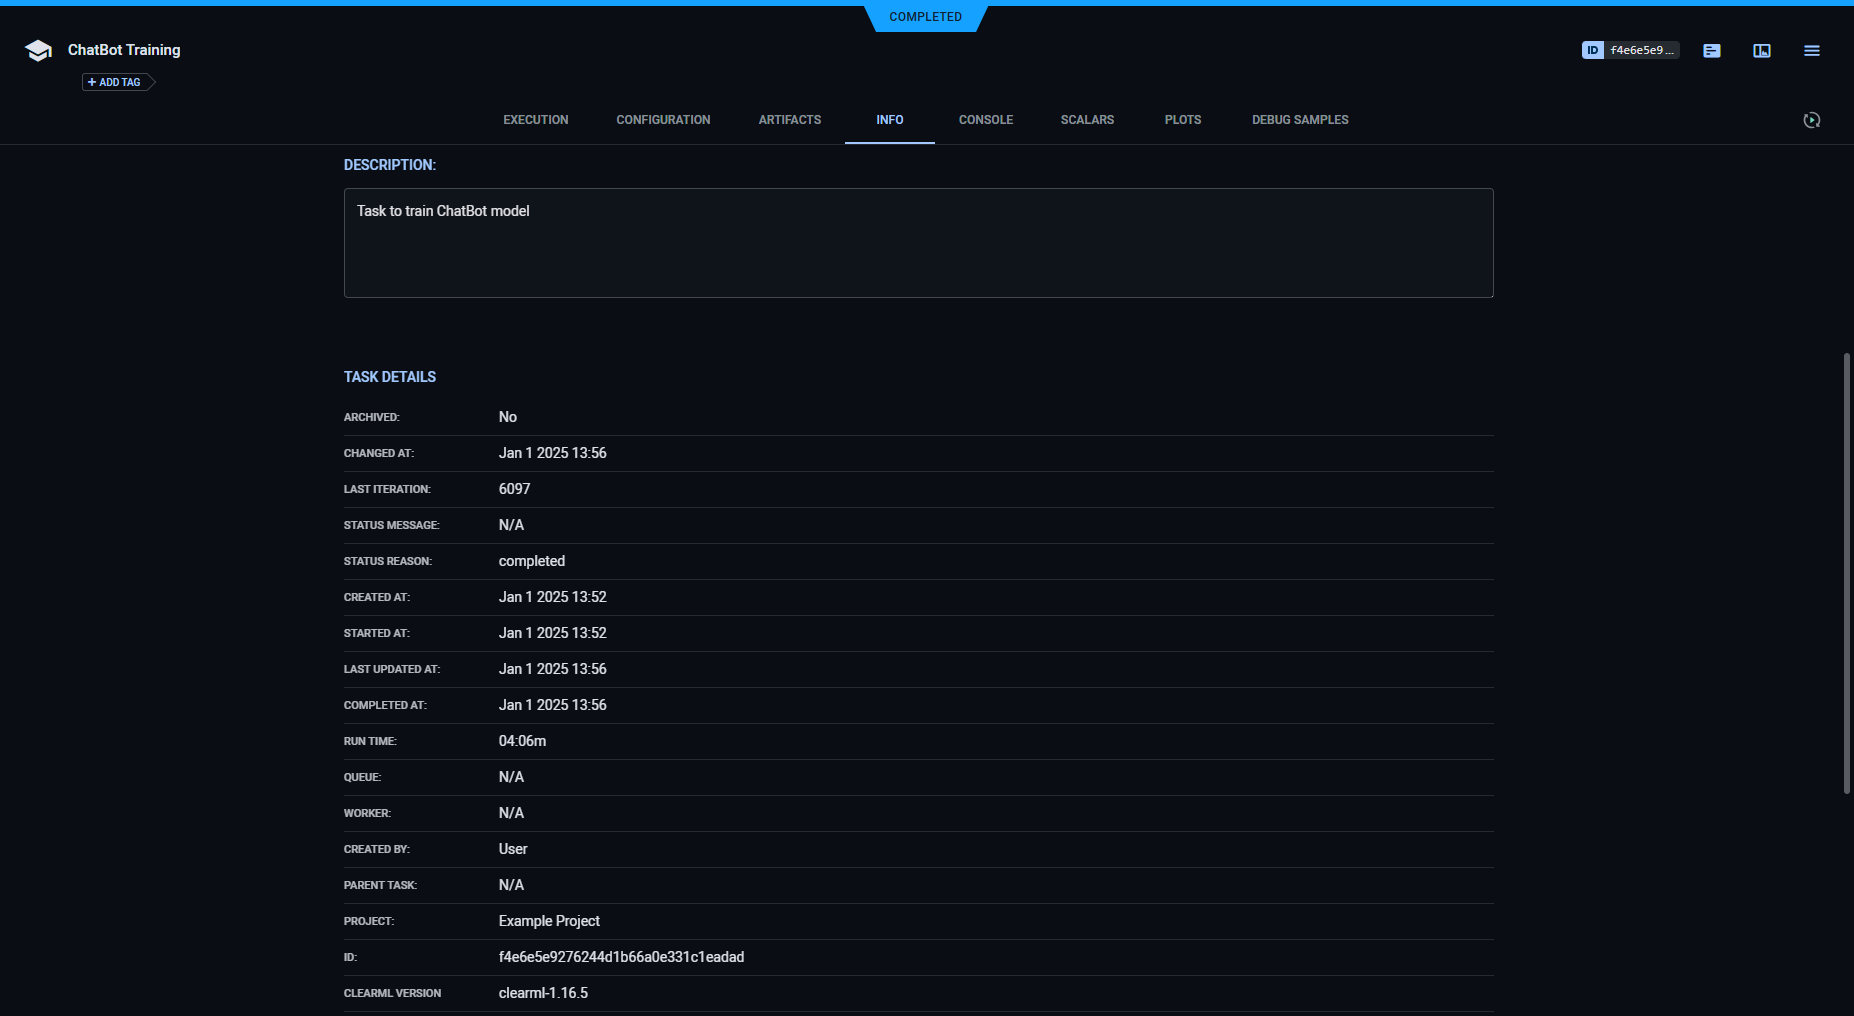 COMPLETED
ChatBot Training
ID f4e6e5e9...
+ ADD TAG
EXECUTION CONFIGURATION ARTIFACTS INFO CONSOLE SCALARS PLOTS DEBUG SAMPLES
DESCRIPTION:
Task to train ChatBot model
TASK DETAILS
ARCHIVED: No
CHANGED AT: Jan 1 2025 13:56
LAST ITERATION: 6097
STATUS MESSAGE: N/A
STATUS REASON: completed
CREATED AT: Jan 1 2025 13:52
STARTED AT: Jan 1 2025 13:52
LAST UPDATED AT: Jan 1 2025 13:56
COMPLETED AT: Jan 1 2025 13:56
RUN TIME: 04:06m
QUEUE: N/A
WORKER: N/A
CREATED BY: User
PARENT TASK: N/A
PROJECT: Example Project
ID: f4e6e5e9276244d1b66a0e331c1eadad
CLEARML VERSION clearml-1.16.5